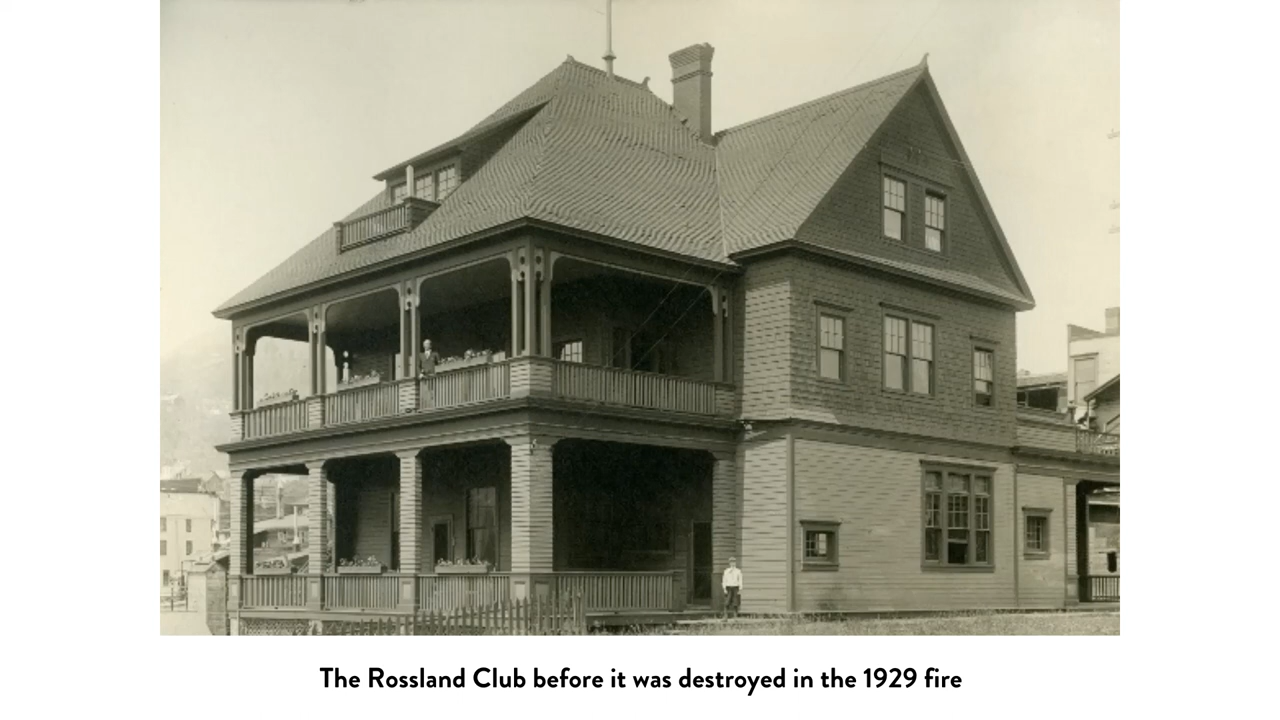 The Rossland Club before it was destroyed in the 1929 fire